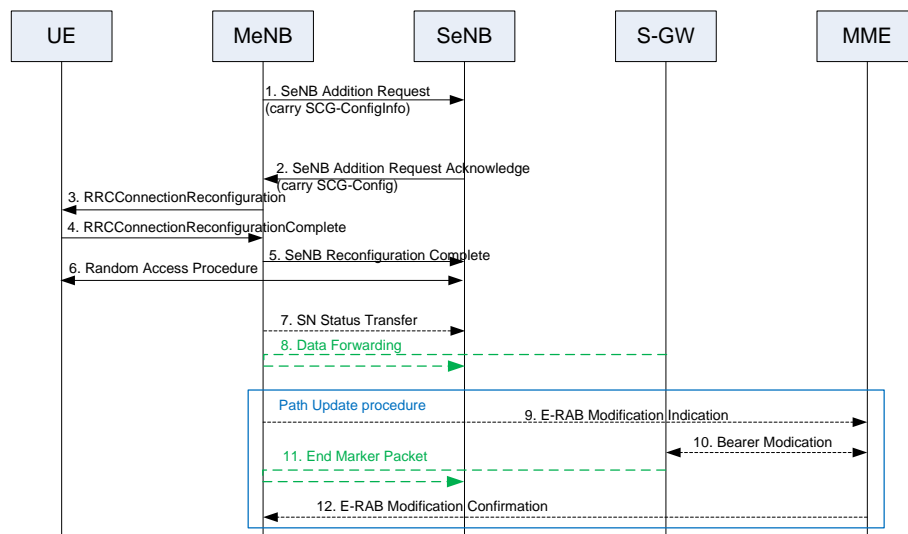 UE
MeNB
SeNB
S-GW
MME
1. SeNB Addition Request
(carry SCG-ConfigInfo)
2. SeNB Addition Request Acknowledge
(carry SCG-Config)
3. RRCConnectionReconfiguration
4. RRCConnectionReconfigurationComplete
5. SeNB Reconfiguration Complete
6. Random Access Procedure
7. SN Status Transfer
8. Data Forwarding
Path Update procedure
9. E-RAB Modification Indication
10. Bearer Modication
11. End Marker Packet
12. E-RAB Modification Confirmation